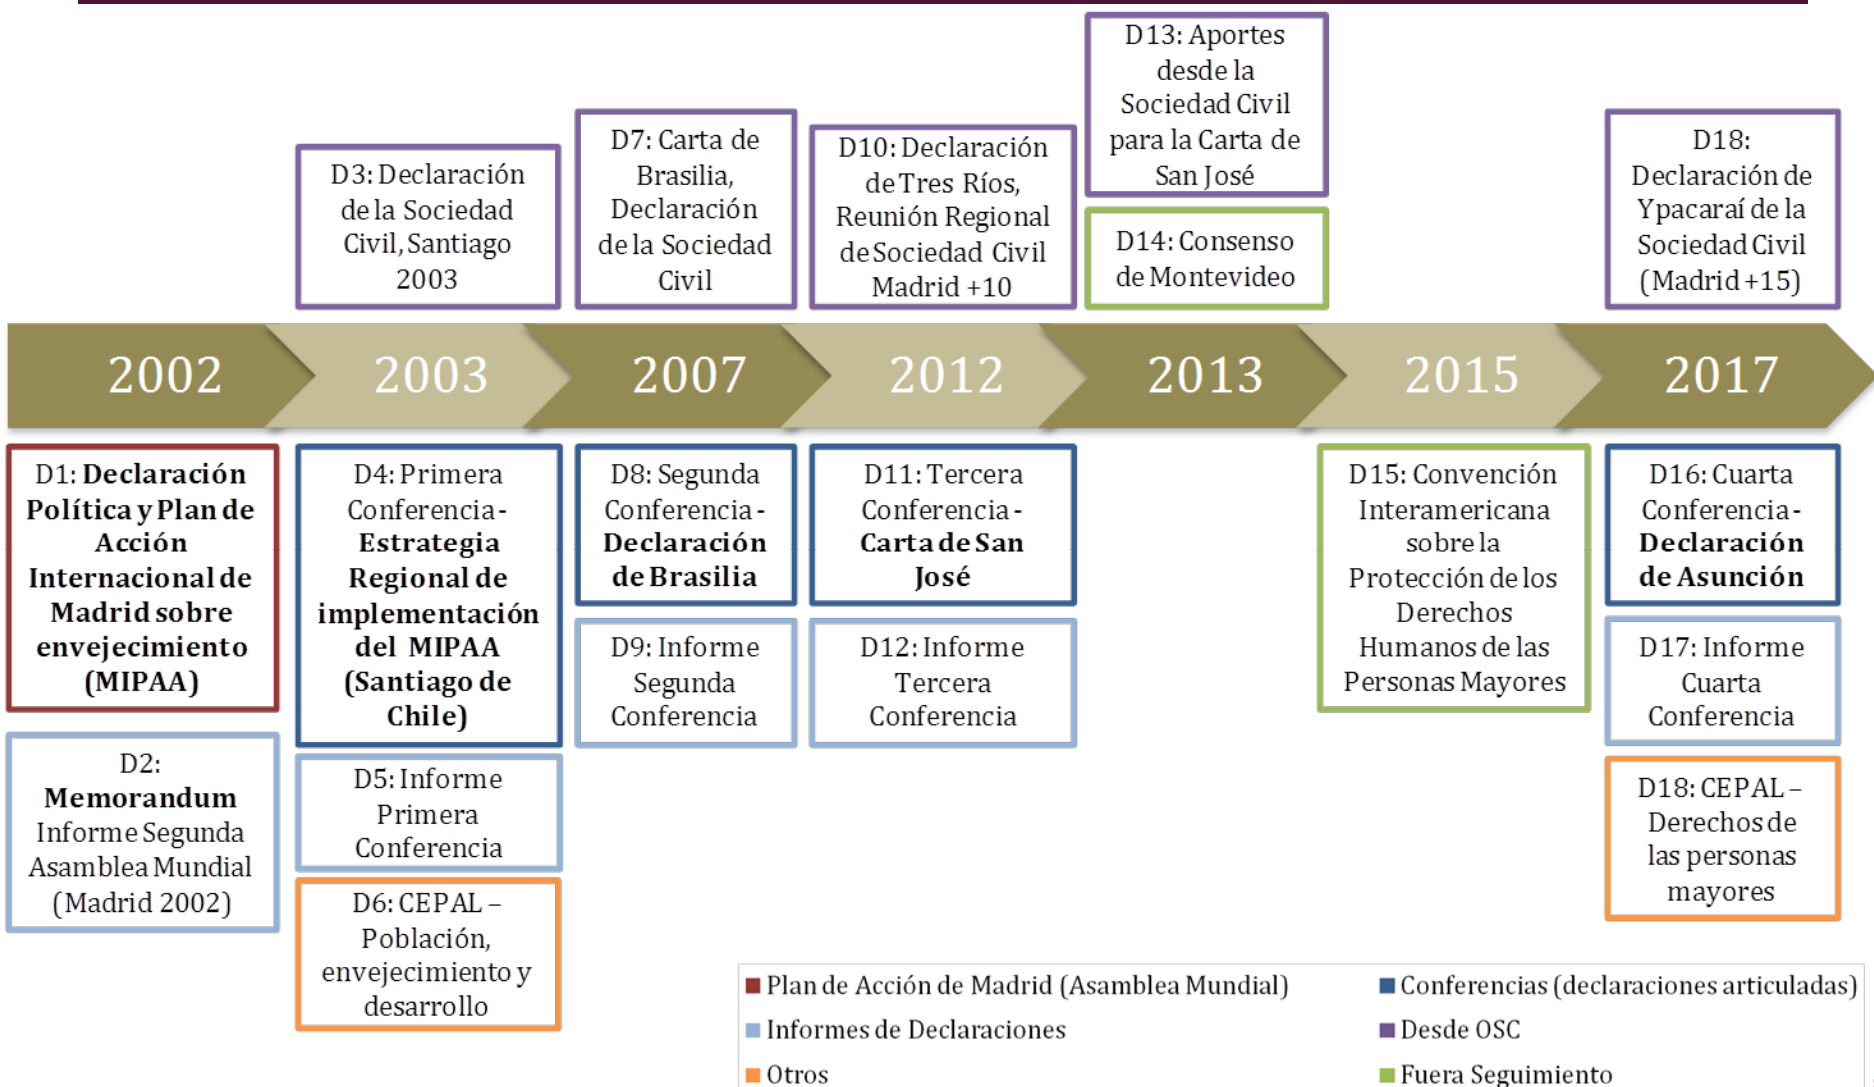 D3: Declaración
de la Sociedad
Civil, Santiago
2003
D7: Carta de
Brasilia,
Declaración
de la Sociedad
Civil
D10: Declaración
de Tres Ríos,
Reunión Regional
de Sociedad Civil
Madrid +10
D13: Aportes
desde la
Sociedad Civil
para la Carta de
San José
D14: Consenso
de Montevideo
D18:
Declaración de
Ypacaraí de la
Sociedad Civil
(Madrid +15)
2002
2003
2007
2012
2013
2015
2017
D1: Declaración
Política y Plan de
Acción
Internacional de
Madrid sobre
envejecimiento
(MIPAA)
D2:
Memorandum
Informe Segunda
Asamblea Mundial
(Madrid 2002)
D4: Primera
Conferencia-
Estrategia
Regional de
implementación
del MIPAA
(Santiago de
Chile)
D5: Informe
Primera
Conferencia
D6: CEPAL –
Población,
envejecimiento y
desarrollo
D8: Segunda
Conferencia-
Declaración
de Brasilia
D9: Informe
Segunda
Conferencia
D11: Tercera
Conferencia-
Carta de San
José
D12: Informe
Tercera
Conferencia
D15: Convención
Interamericana
sobre la
Protección de los
Derechos
Humanos de las
Personas Mayores
D16: Cuarta
Conferencia-
Declaración
de Asunción
D17: Informe
Cuarta
Conferencia
D18: CEPAL –
Derechos de
las personas
mayores
Plan de Acción de Madrid (Asamblea Mundial)
Conferencias (declaraciones articuladas)
Informes de Declaraciones
Desde OSC
Otros
Fuera Seguimiento